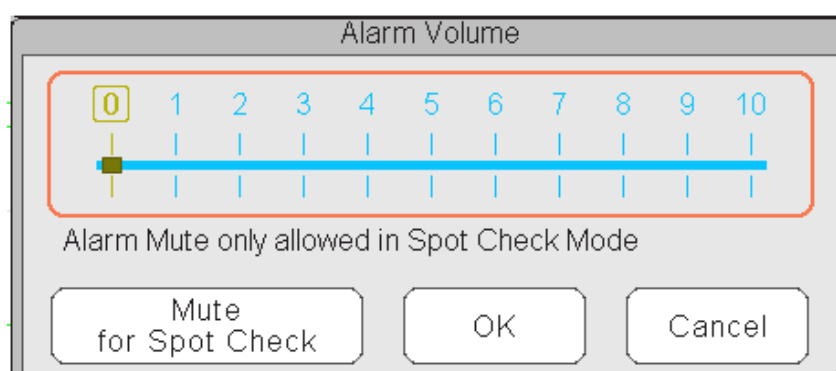 Alarm Volume
0 1 2 3 4 5 6 7 8 9 10
Alarm Mute only allowed in Spot Check Mode
Mute
for Spot Check
OK
Cancel